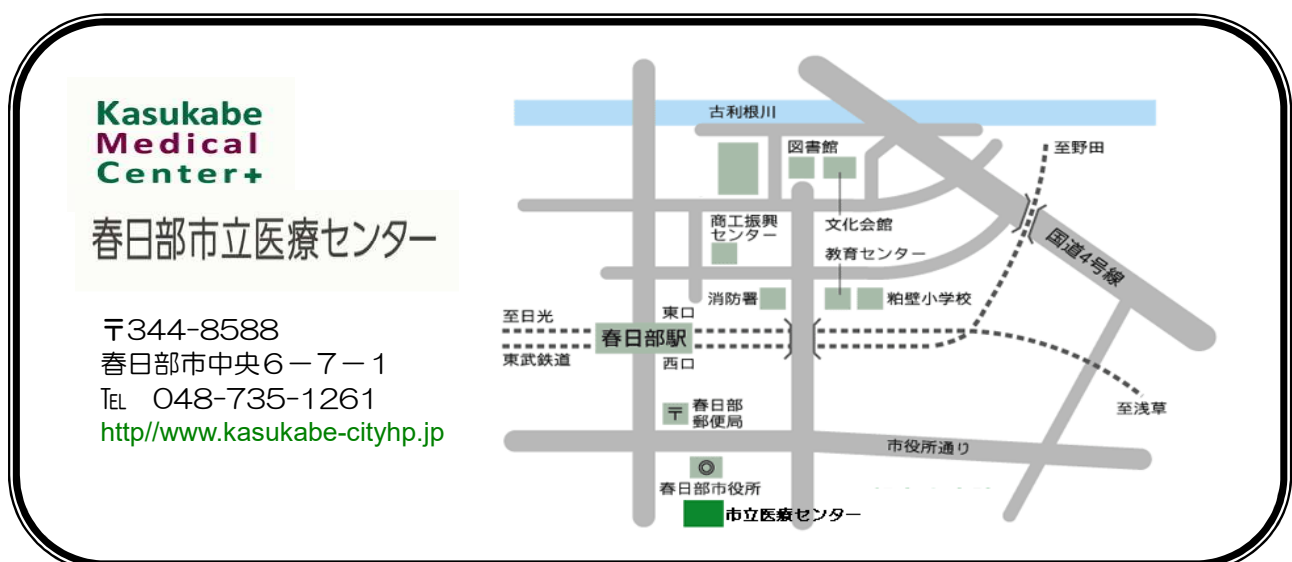 Kasukabe
Medical
Center+
春日部市立医療センター
〒344-8588
春日部市中央6－7－1
℡　048-735-1261
http//www.kasukabe-cityhp.jp
古利根川
図書館
至野田
商工振興
センター
文化会館
教育センター
国道4号線
消防署
粕壁小学校
至日光
東口
春日部駅
東武鉄道
西口
至浅草
〒
春日部
郵便局
市役所通り
◎
春日部市役所
市立医療センター